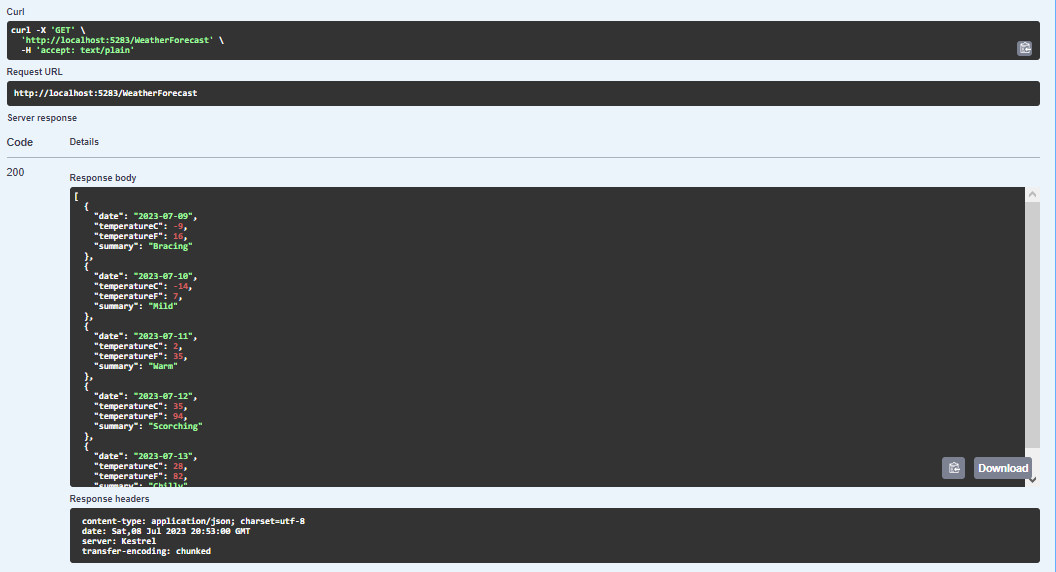 Curl
curl -X 'GET' \
  'http://localhost:5283/WeatherForecast' \
  -H 'accept: text/plain'
Request URL
http://localhost:5283/WeatherForecast
Server response
Code Details
200
Response body
[
  {
    "date": "2023-07-09",
    "temperatureC": -9,
    "temperatureF": 16,
    "summary": "Bracing"
  },
  {
    "date": "2023-07-10",
    "temperatureC": -14,
    "temperatureF": 7,
    "summary": "Mild"
  },
  {
    "date": "2023-07-11",
    "temperatureC": 2,
    "temperatureF": 35,
    "summary": "Warm"
  },
  {
    "date": "2023-07-12",
    "temperatureC": 35,
    "temperatureF": 94,
    "summary": "Scorching"
  },
  {
    "date": "2023-07-13",
    "temperatureC": 28,
    "temperatureF": 82,
    "summary": "Chilly"
Download
Response headers
content-type: application/json; charset=utf-8
date: Sat,08 Jul 2023 20:53:00 GMT
server: Kestrel
transfer-encoding: chunked